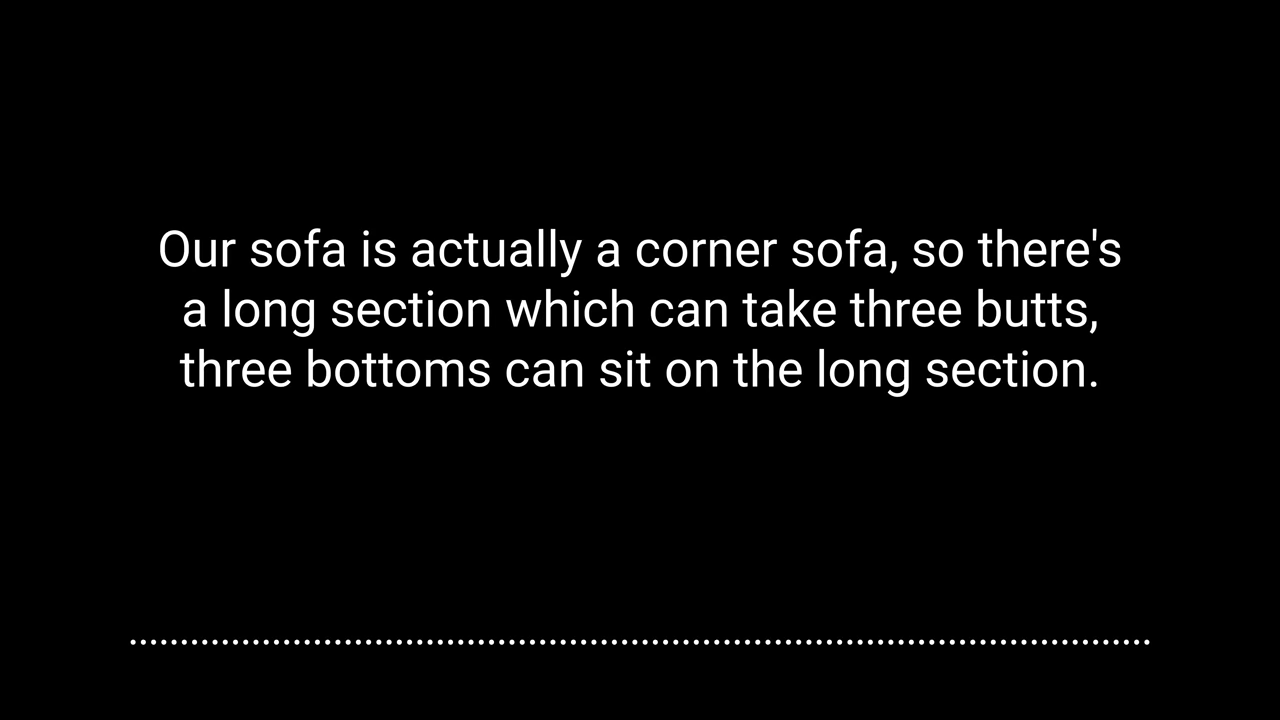 Our sofa is actually a corner sofa, so there's
a long section which can take three butts,
three bottoms can sit on the long section.